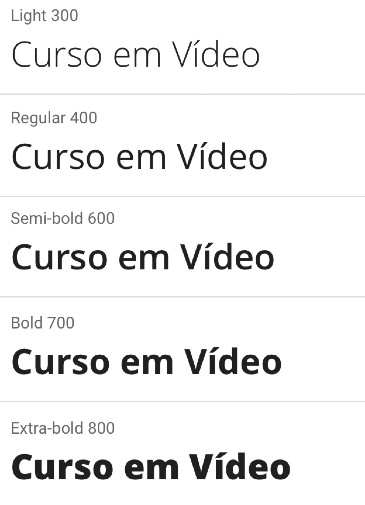 Light 300
Curso em Vídeo
Regular 400
Curso em Vídeo
Semi-bold 600
Curso em Vídeo
Bold 700
Curso em Vídeo
Extra-bold 800
Curso em Vídeo